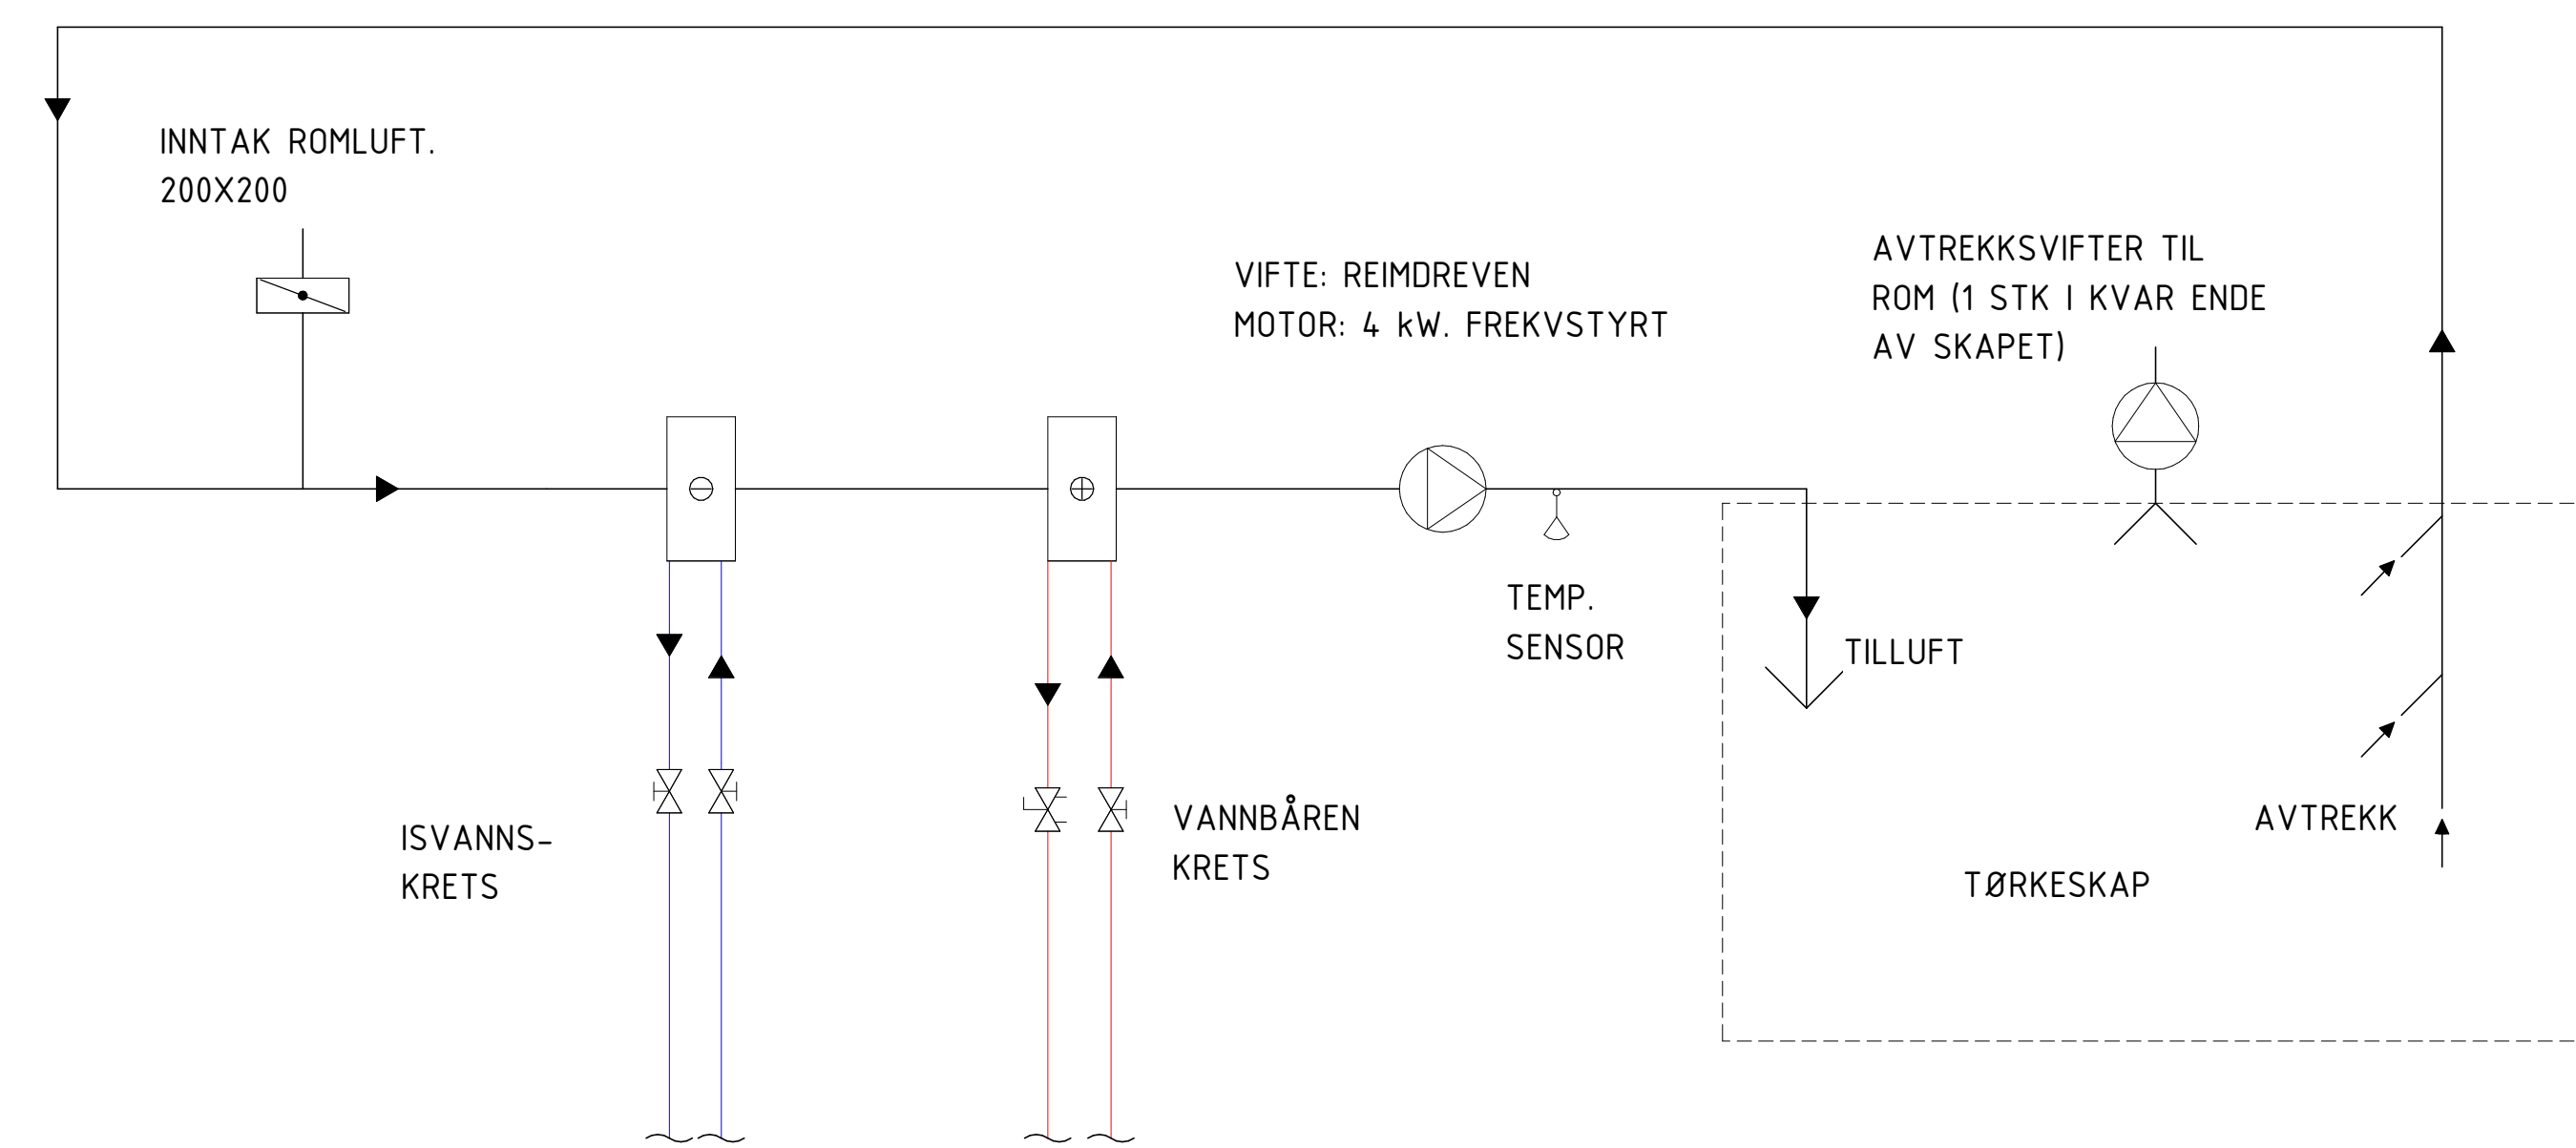 INNTAK ROMLUFT.
200X200
VIFTE: REIMDREVEN
MOTOR: 4 kW. FREKVSTYRT
AVTREKKSVIFTER TIL
ROM (1 STK I KVAR ENDE
AV SKAPET)
TEMP.
SENSOR
TILLUFT
ISVANNS-
KRETS
VANNBÅREN
KRETS
AVTREKK
TØRKESKAP